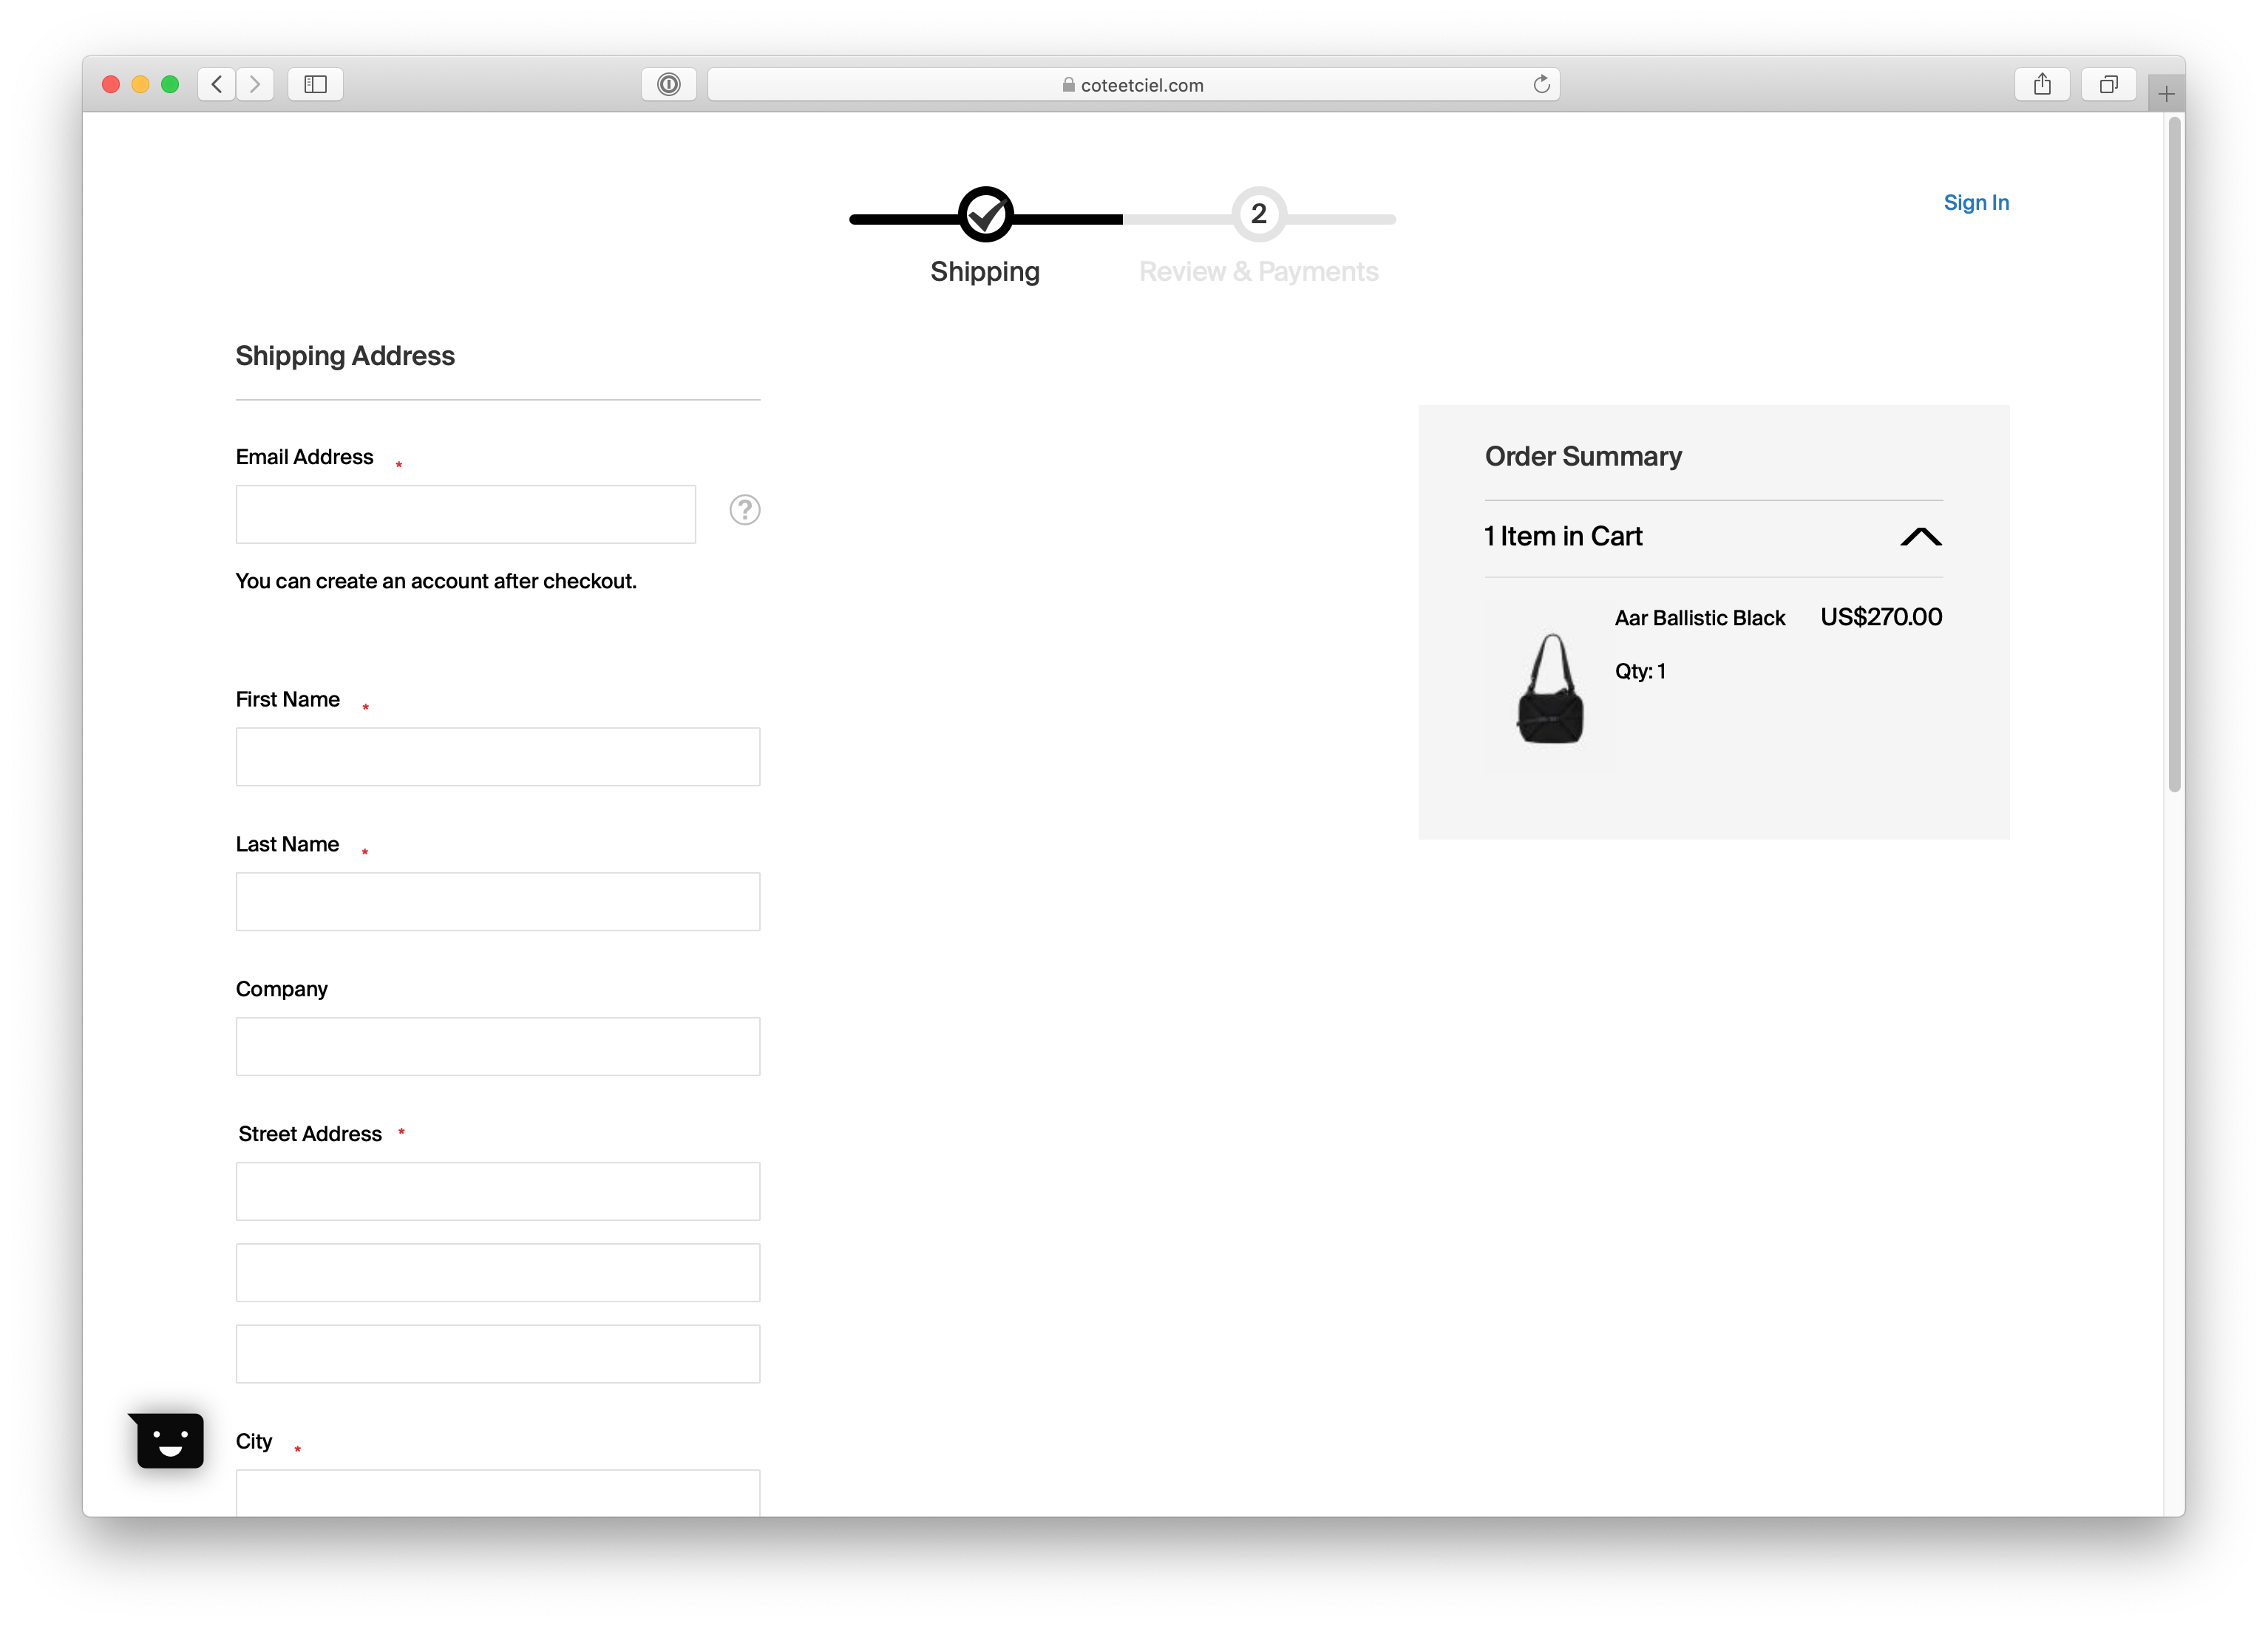 coteetciel.com
2
Sign In
Shipping
Review & Payments
Shipping Address
Email Address *
?
You can create an account after checkout.
First Name *
Last Name *
Company
Street Address *
City *
Order Summary
1 Item in Cart
Aar Ballistic Black US$270.00
Qty: 1